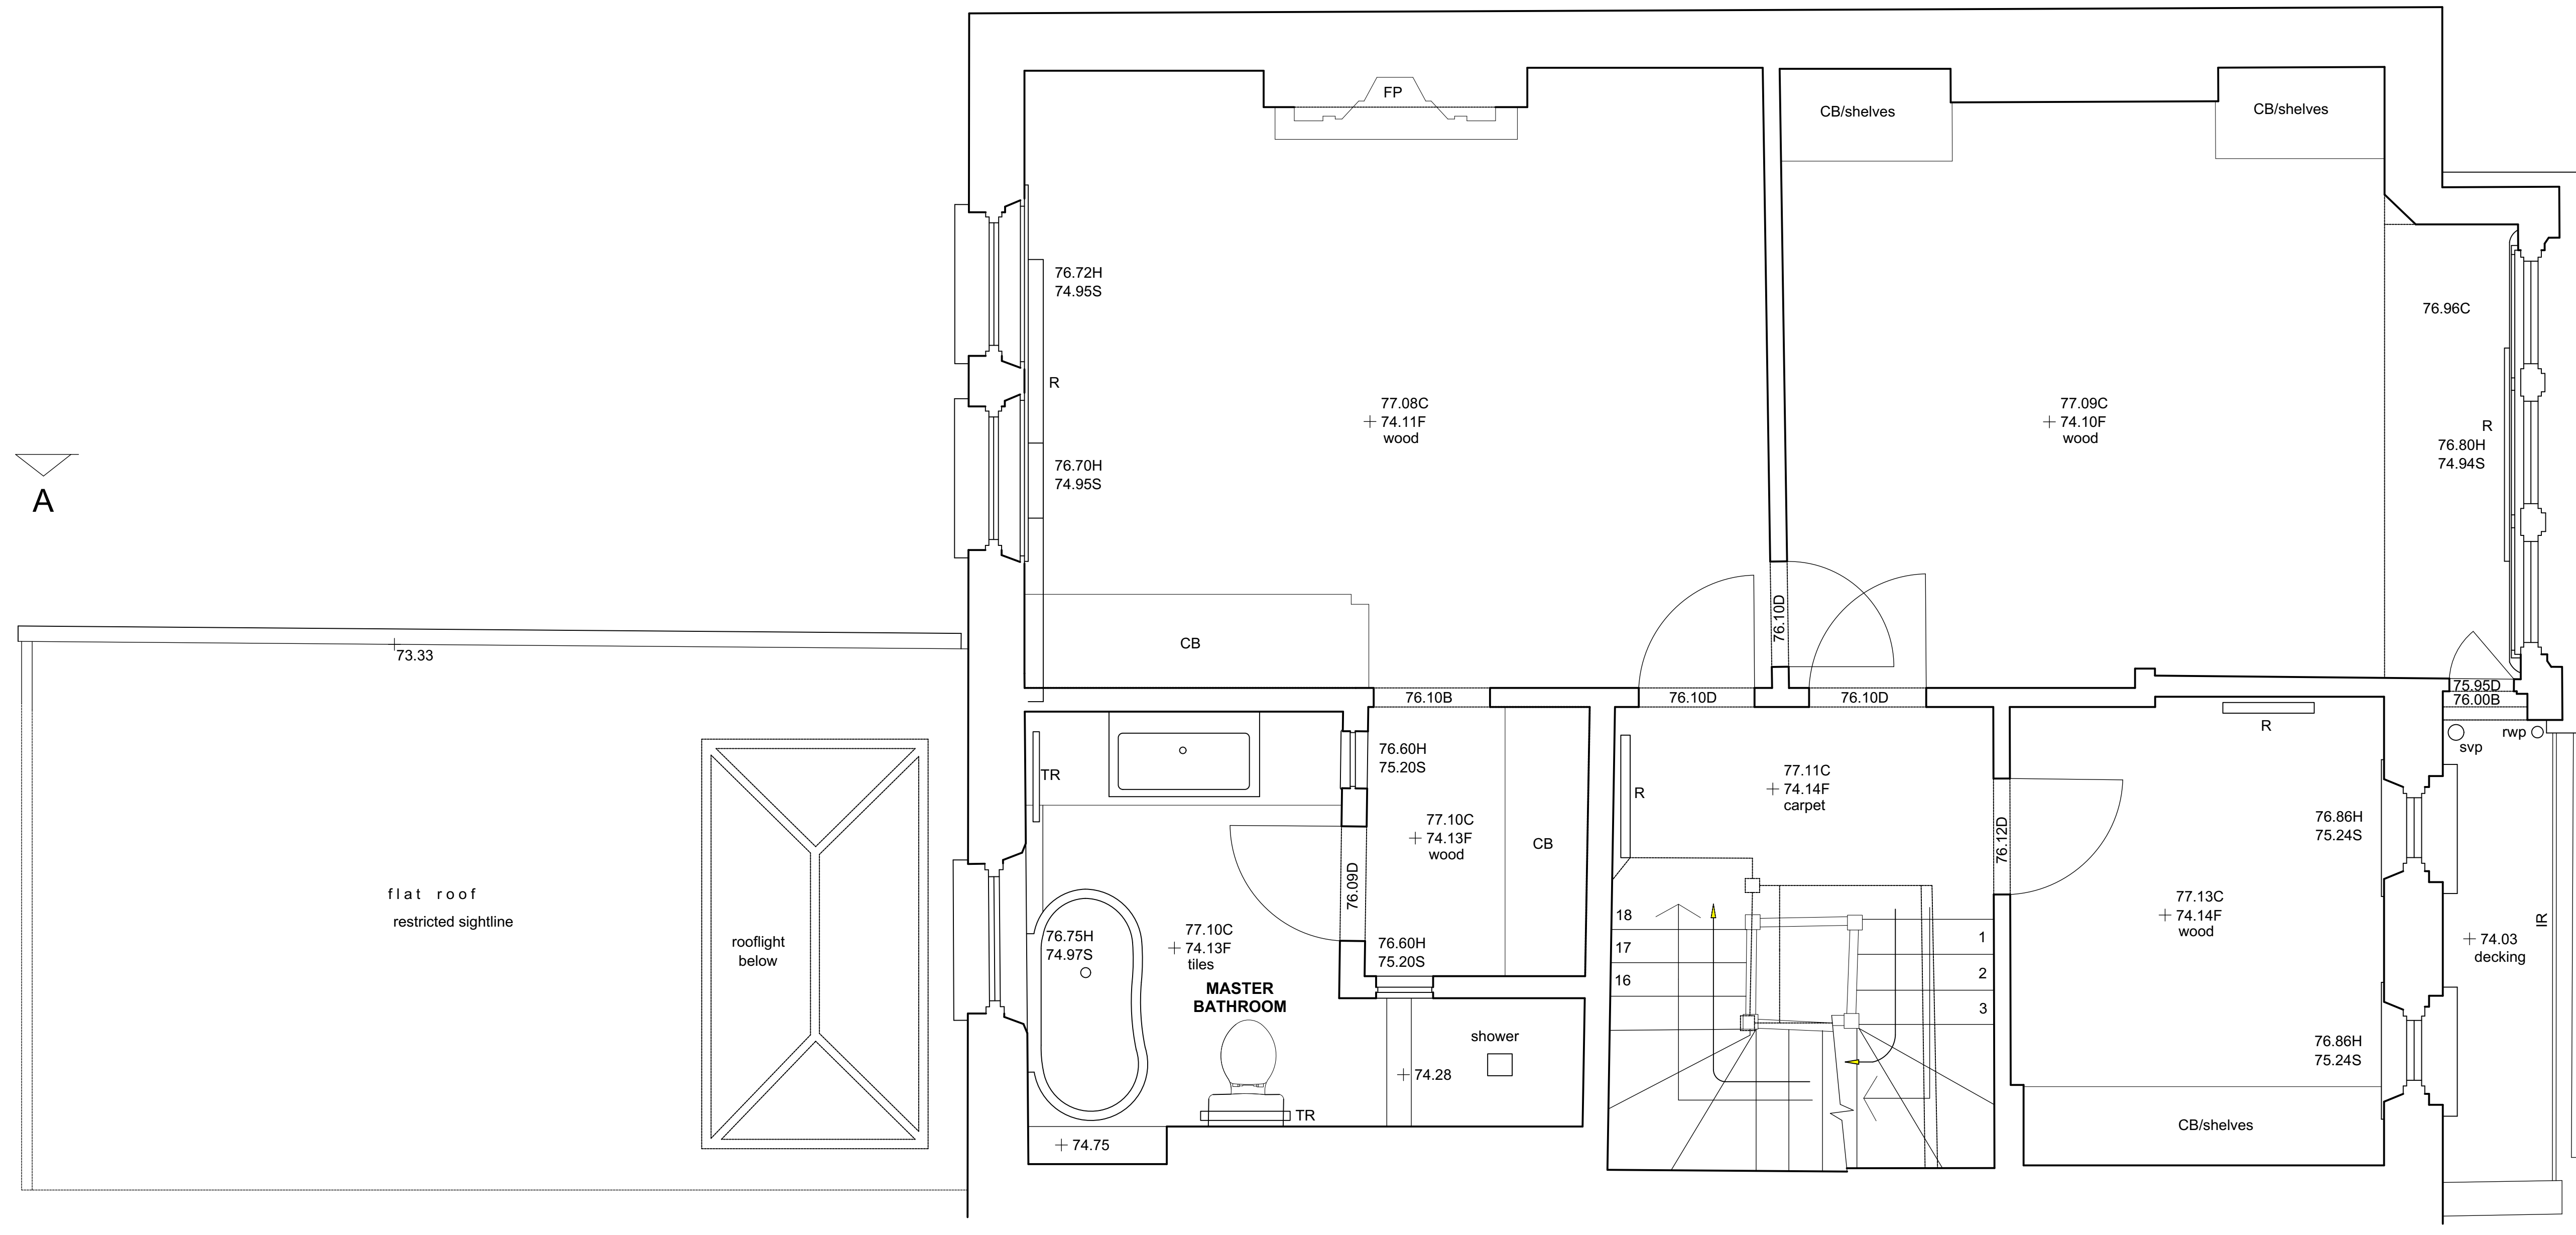 FP
CB/shelves
CB/shelves
76.72H
74.95S
76.96C
R
77.08C
74.11F
wood
77.09C
74.10F
wood
R
76.80H
74.94S
76.70H
74.95S
A
76.10D
CB
73.33
76.10B
76.10D
76.10D
75.95D
76.00B
R
svp
rwp
TR
76.60H
75.20S
R
77.11C
74.14F
carpet
76.86H
75.24S
77.10C
74.13F
wood
CB
76.12D
76.09D
flat roof
restricted sightline
rooflight
below
76.75H
74.97S
77.10C
74.13F
tiles
MASTER
BATHROOM
76.60H
75.20S
18
17
16
1
2
3
77.13C
74.14F
wood
74.03
decking
IR
shower
74.28
76.86H
75.24S
TR
74.75
CB/shelves